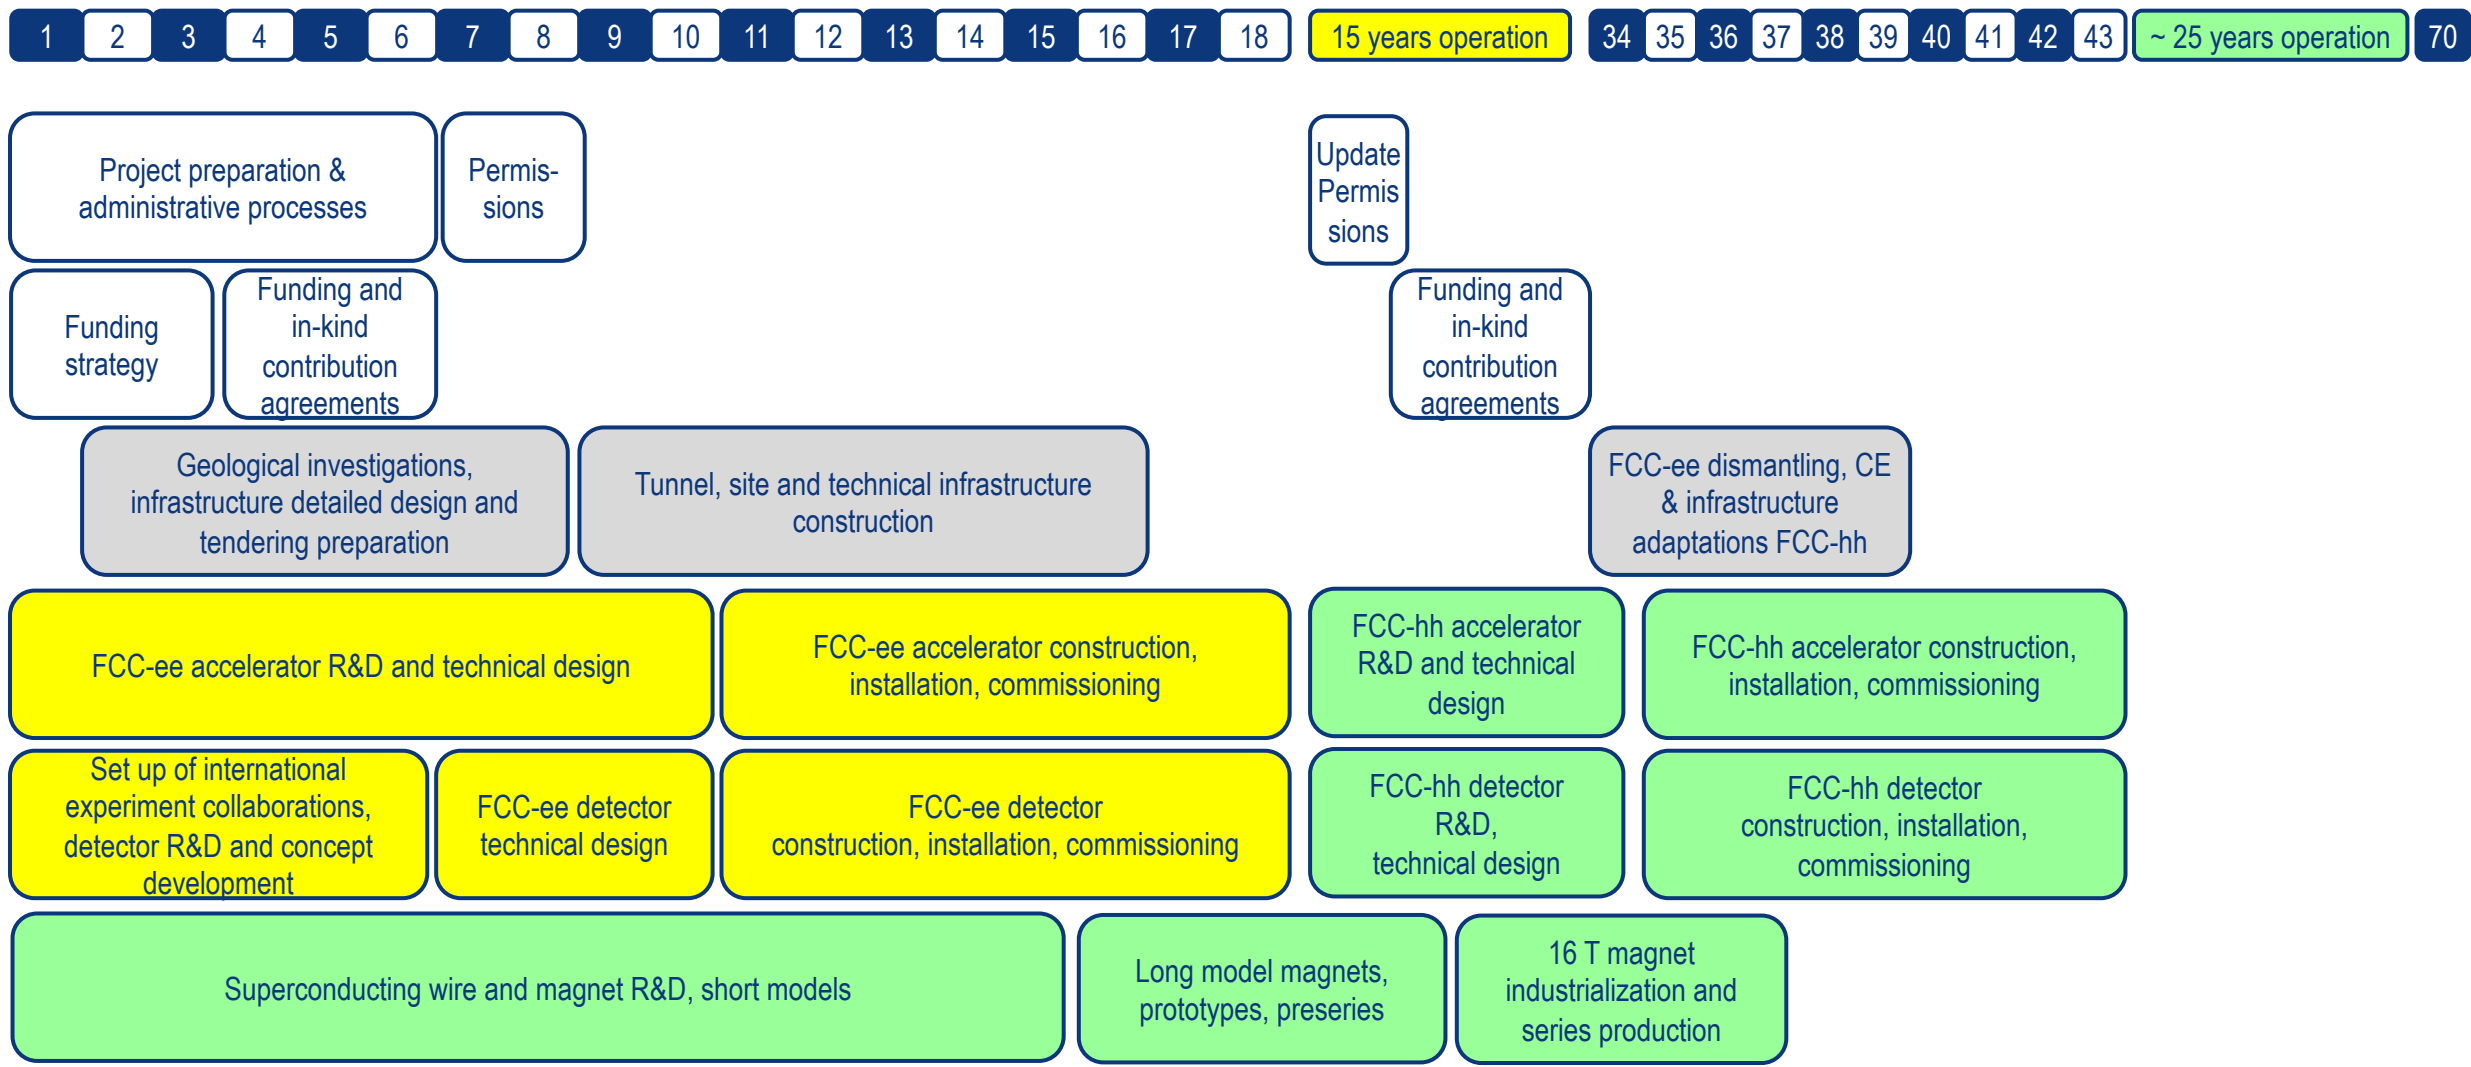 1 2 3 4 5 6 7 8 9 10 11 12 13 14 15 16 17 18 15 years operation 34 35 36 37 38 39 40 41 42 43 ~ 25 years operation 70
Project preparation &
administrative processes
Permis-
sions
Update
Permis
sions
Funding
strategy
Funding and
in-kind
contribution
agreements
Funding and
in-kind
contribution
agreements
Geological investigations,
infrastructure detailed design and
tendering preparation
Tunnel, site and technical infrastructure
construction
FCC-ee dismantling, CE
& infrastructure
adaptations FCC-hh
FCC-ee accelerator R&D and technical design
FCC-ee accelerator construction,
installation, commissioning
FCC-hh accelerator
R&D and technical
design
FCC-hh accelerator construction,
installation, commissioning
Set up of international
experiment collaborations,
detector R&D and concept
development
FCC-ee detector
technical design
FCC-ee detector
construction, installation, commissioning
FCC-hh detector
R&D,
technical design
FCC-hh detector
construction, installation,
commissioning
Superconducting wire and magnet R&D, short models
Long model magnets,
prototypes, preseries
16 T magnet
industrialization and
series production